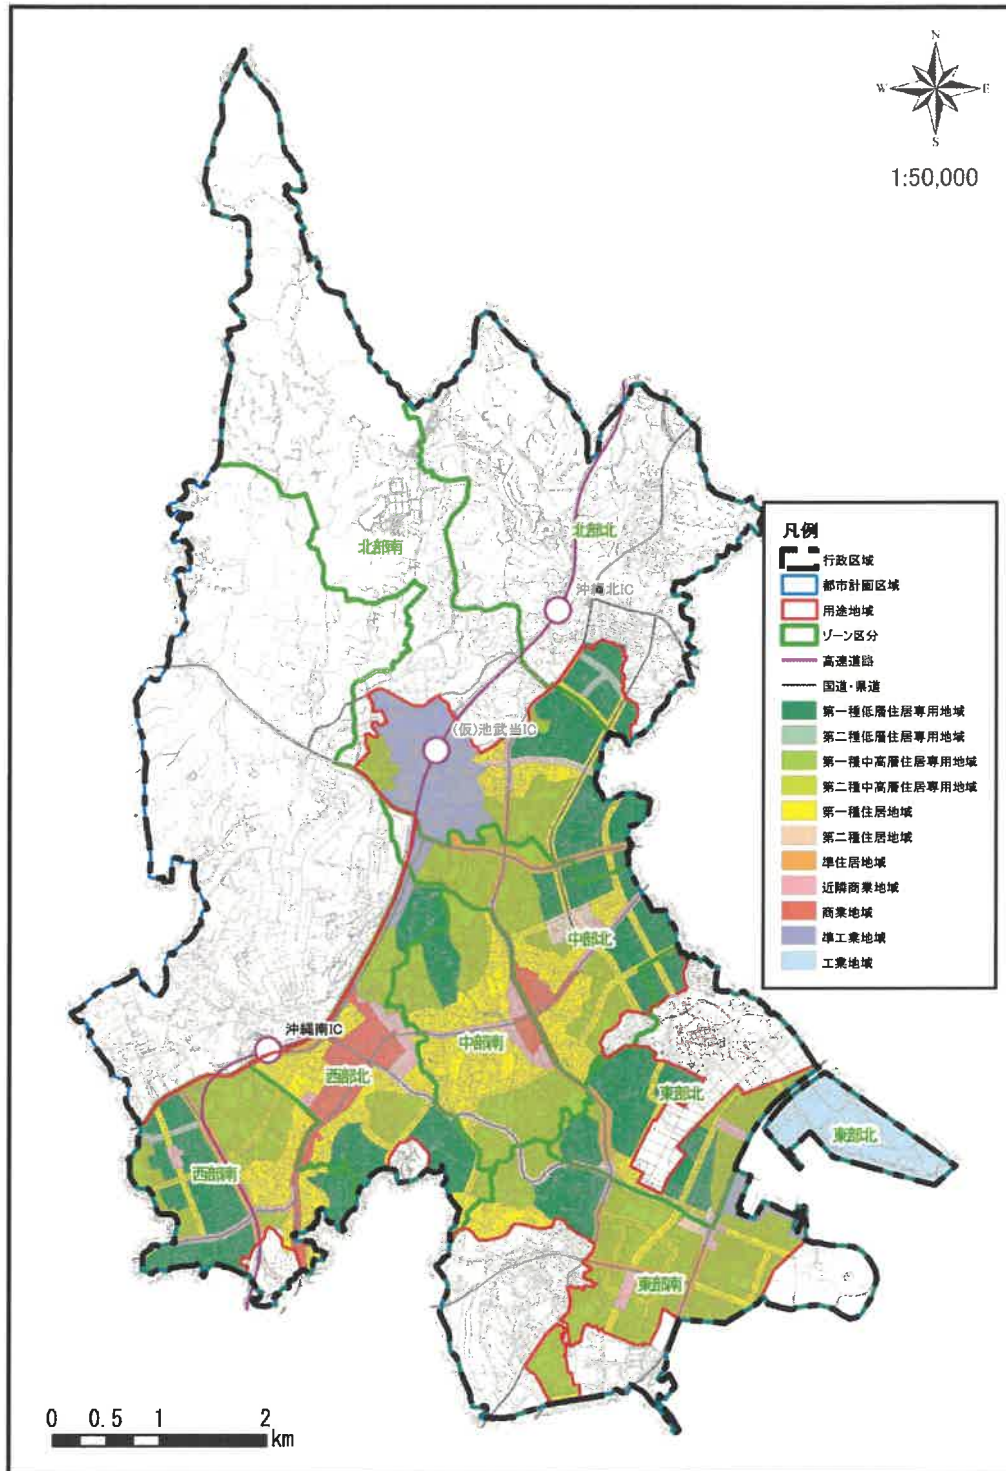 N
W E
S
1:50,000
北部南
北部北
沖縄北IC
(仮)池武当IC
中部北
沖縄南IC
中部南
西部北
東部北
東部北
西部南
東部南
凡例
行政区域
都市計画区域
用途地域
ゾーン区分
高速道路
国道・県道
第一種低層住居専用地域
第二種低層住居専用地域
第一種中高層住居専用地域
第二種中高層住居専用地域
第一種住居地域
第二種住居地域
準住居地域
近隣商業地域
商業地域
準工業地域
工業地域
0 0.5 1 2
km